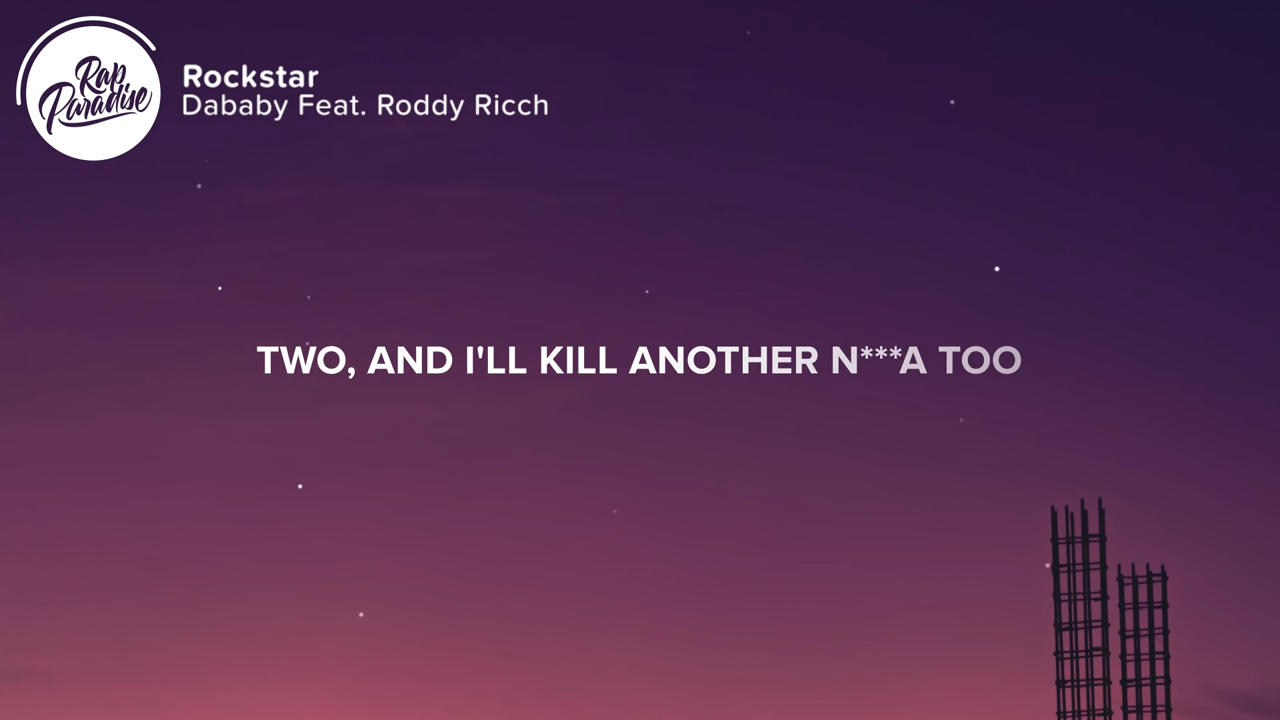 Rap
Paradise
Rockstar
Dababy Feat. Roddy Ricch
TWO, AND I'LL KILL ANOTHER N***A TOO